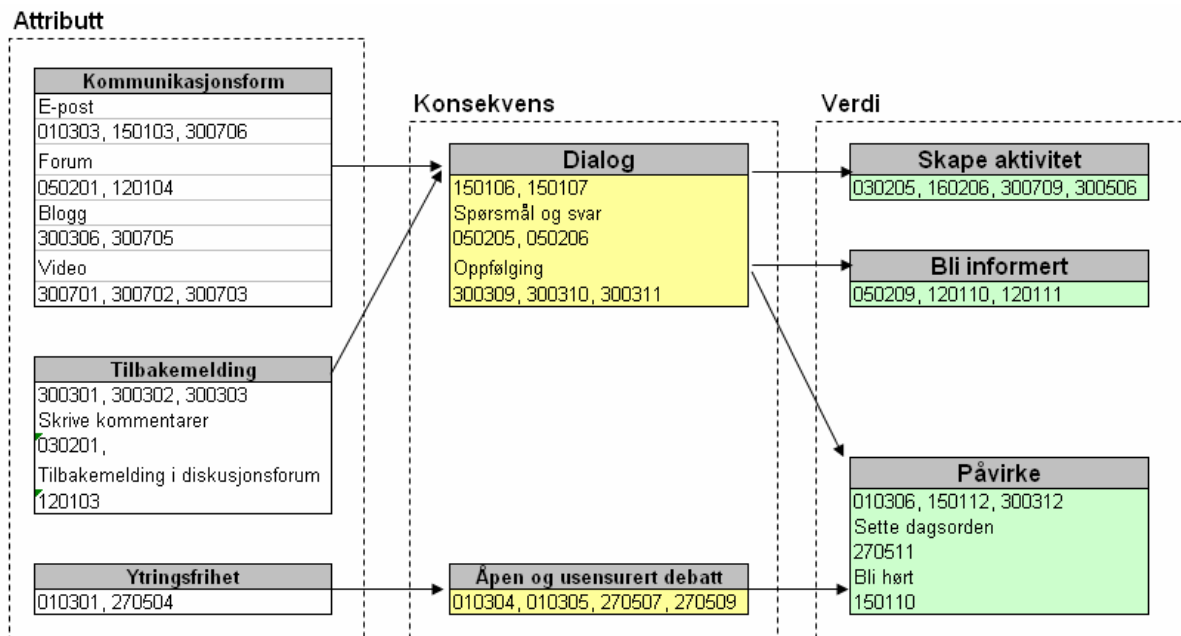 Attributt
Kommunikasjonsform
E-post
010303, 150103, 300706
Forum
050201, 120104
Blogg
300306, 300705
Video
300701, 300702, 300703
Tilbakemelding
300301, 300302, 300303
Skrive kommentarer
030201,
Tilbakemelding i diskusjonsforum
120103
Ytringsfrihet
010301, 270504
Konsekvens
Dialog
150106, 150107
Spørsmål og svar
050205, 050206
Oppfølging
300309, 300310, 300311
Åpen og usensurert debatt
010304, 010305, 270507, 270509
Verdi
Skape aktivitet
030205, 160206, 300709, 300506
Bli informert
050209, 120110, 120111
Påvirke
010306, 150112, 300312
Sette dagsorden
270511
Bli hørt
150110